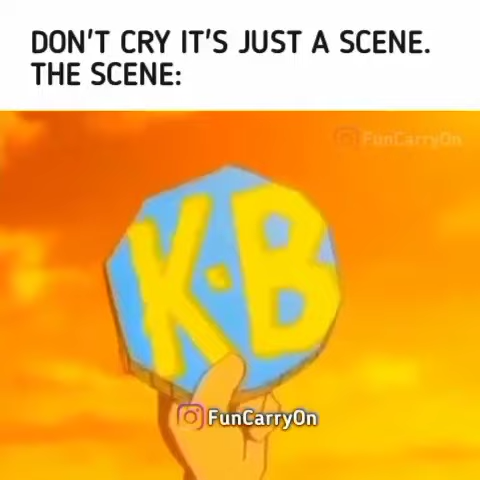 DON'T CRY IT'S JUST A SCENE.
THE SCENE:
FunCarryOn
K·B
FunCarryOn